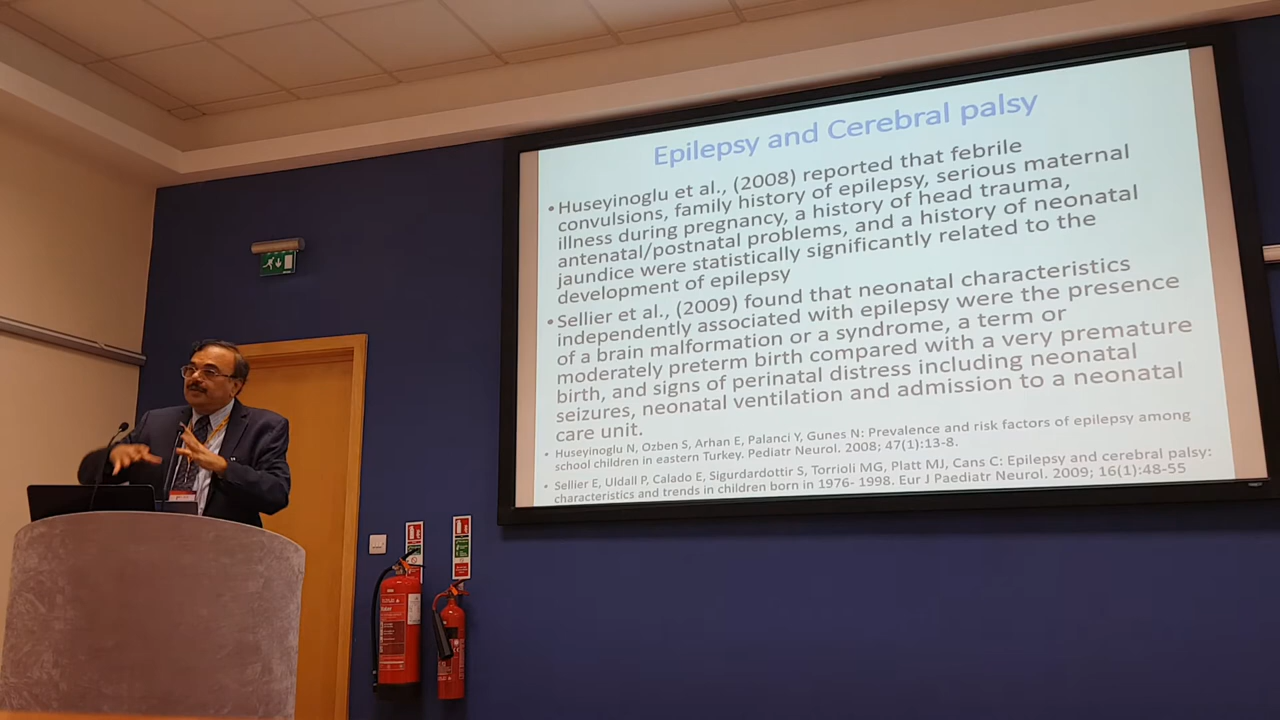 Epilepsy and Cerebral palsy
• Huseyinoglu et al., (2008) reported that febrile
convulsions, family history of epilepsy, serious maternal
illness during pregnancy, a history of head trauma,
antenatal/postnatal problems, and a history of neonatal
jaundice were statistically significantly related to the
development of epilepsy
• Sellier et al., (2009) found that neonatal characteristics
independently associated with epilepsy were the presence
of a brain malformation or a syndrome, a term or
moderately preterm birth compared with a very premature
birth, and signs of perinatal distress including neonatal
seizures, neonatal ventilation and admission to a neonatal
care unit.
• Huseyinoglu N, Ozben S, Arhan E, Palanci Y, Gunes N: Prevalence and risk factors of epilepsy among
school children in eastern Turkey. Pediatr Neurol. 2008; 47(1):13-8.
• Sellier E, Uldall P, Calado E, Sigurdardottir S, Torrioli MG, Platt MJ, Cans C: Epilepsy and cerebral palsy:
characteristics and trends in children born in 1976- 1998. Eur J Paediatr Neurol. 2009; 16(1):48-55